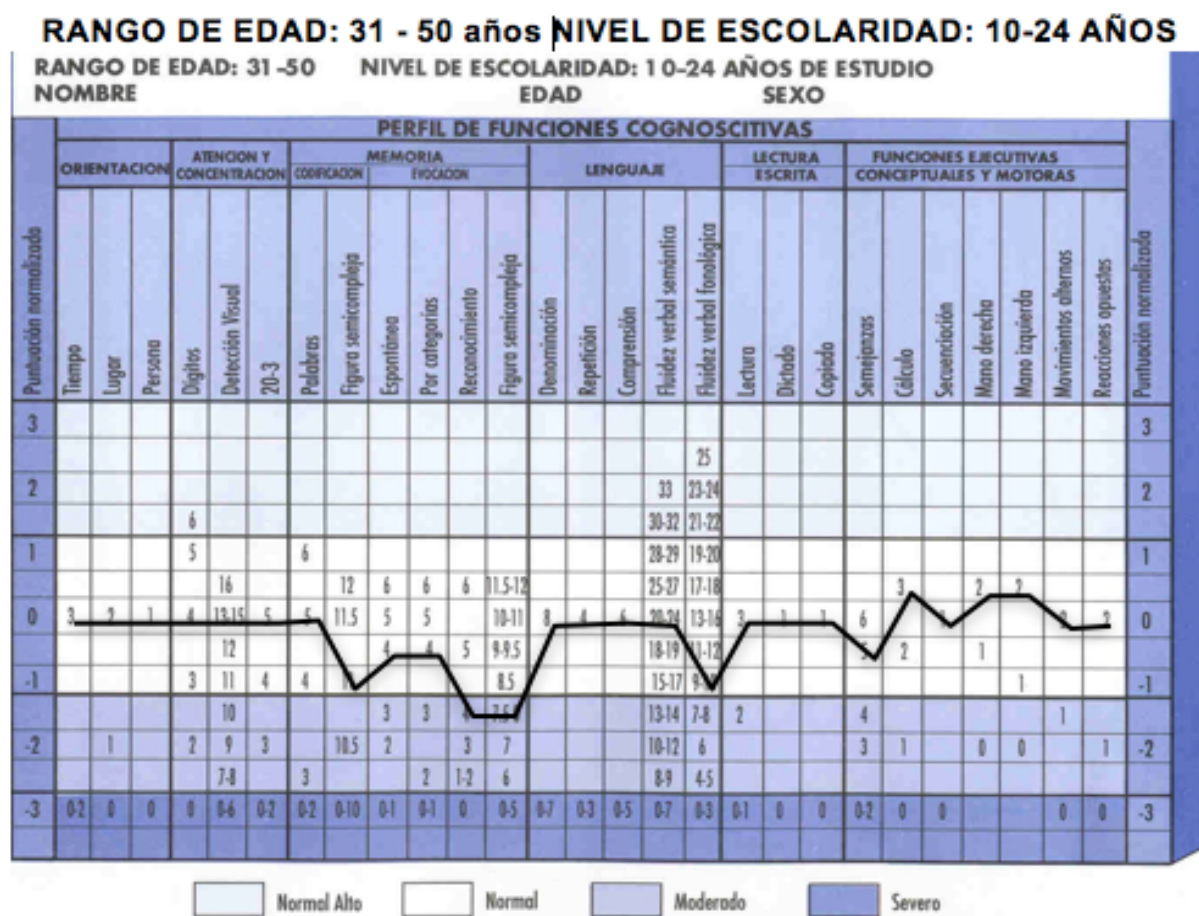 RANGO DE EDAD: 31 - 50 años NIVEL DE ESCOLARIDAD: 10-24 AÑOS
RANGO DE EDAD: 31-50 NIVEL DE ESCOLARIDAD: 10-24 AÑOS DE ESTUDIO
NOMBRE EDAD SEXO
PERFIL DE FUNCIONES COGNOSCITIVAS
ORIENTACION ATENCION Y CONCENTRACION MEMORIA LENGUAJE LECTURA ESCRITA FUNCIONES EJECUTIVAS CONCEPTUALES Y MOTORAS
CODIFICACION EVOCACION
Puntuación normalizada Tiempo Lugar Persona Dígitos Detección Visual 20-3 Palabras Figura semicompleja Espontánea Por categorías Reconocimiento Figura semicompleja Denominación Repetición Comprensión Fluidez verbal semántica Fluidez verbal fonológica Lectura Dictado Copiado Semejanzas Cálculo Secuenciación Mano derecha Mano izquierda Movimientos alternos Reacciones opuestas Puntuación normalizada
3 3
25
2 33 23-24 2
6 30-32 21-22
1 5 6 28-29 19-20 1
16 12 6 6 6 11.5-12 25-27 17-18 3 2 2
0 3 2 1 4 13-15 5 5 11.5 5 5 10-11 8 4 6 20-24 13-16 3 1 1 6 2 0
12 4 4 5 9-9.5 18-19 11-12 5 2 1
-1 3 11 4 4 8.5 15-17 1 -1
10 3 3 4 13-14 7-8 2 4 1
-2 1 2 9 3 10.5 2 3 7 10-12 6 3 1 0 0 1 -2
7-8 3 2 1-2 6 8-9 4-5
-3 0-2 0 0 0 0-6 0-2 0-2 0-10 0-1 0-1 0 0-5 0-7 0-3 0-5 0-7 0-3 0-1 0 0 0-2 0 0 0 0 -3
Normal Alto Normal Moderado Severo